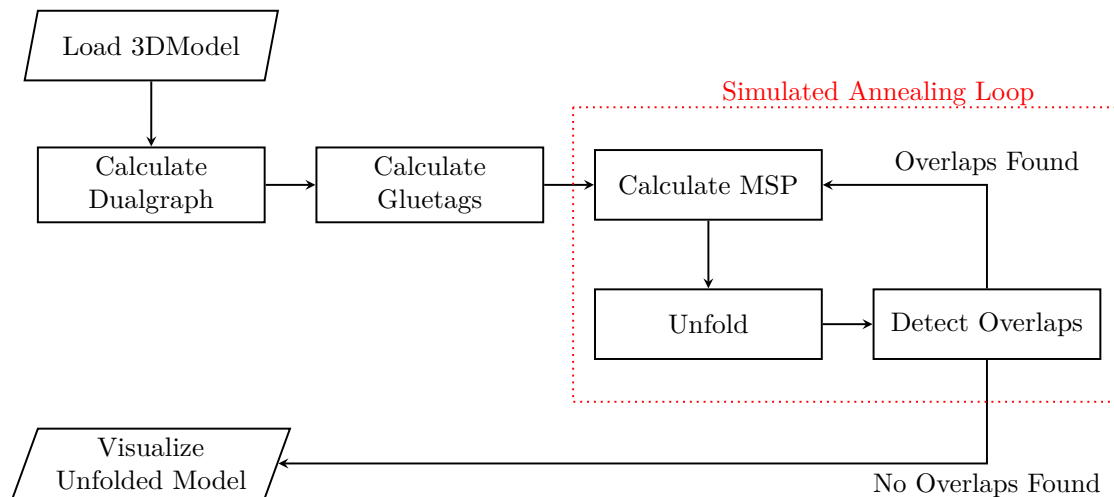 Load 3DModel
Simulated Annealing Loop
Calculate
Dualgraph
Calculate
Gluetags
Calculate MSP
Overlaps Found
Unfold
Detect Overlaps
Visualize
Unfolded Model
No Overlaps Found